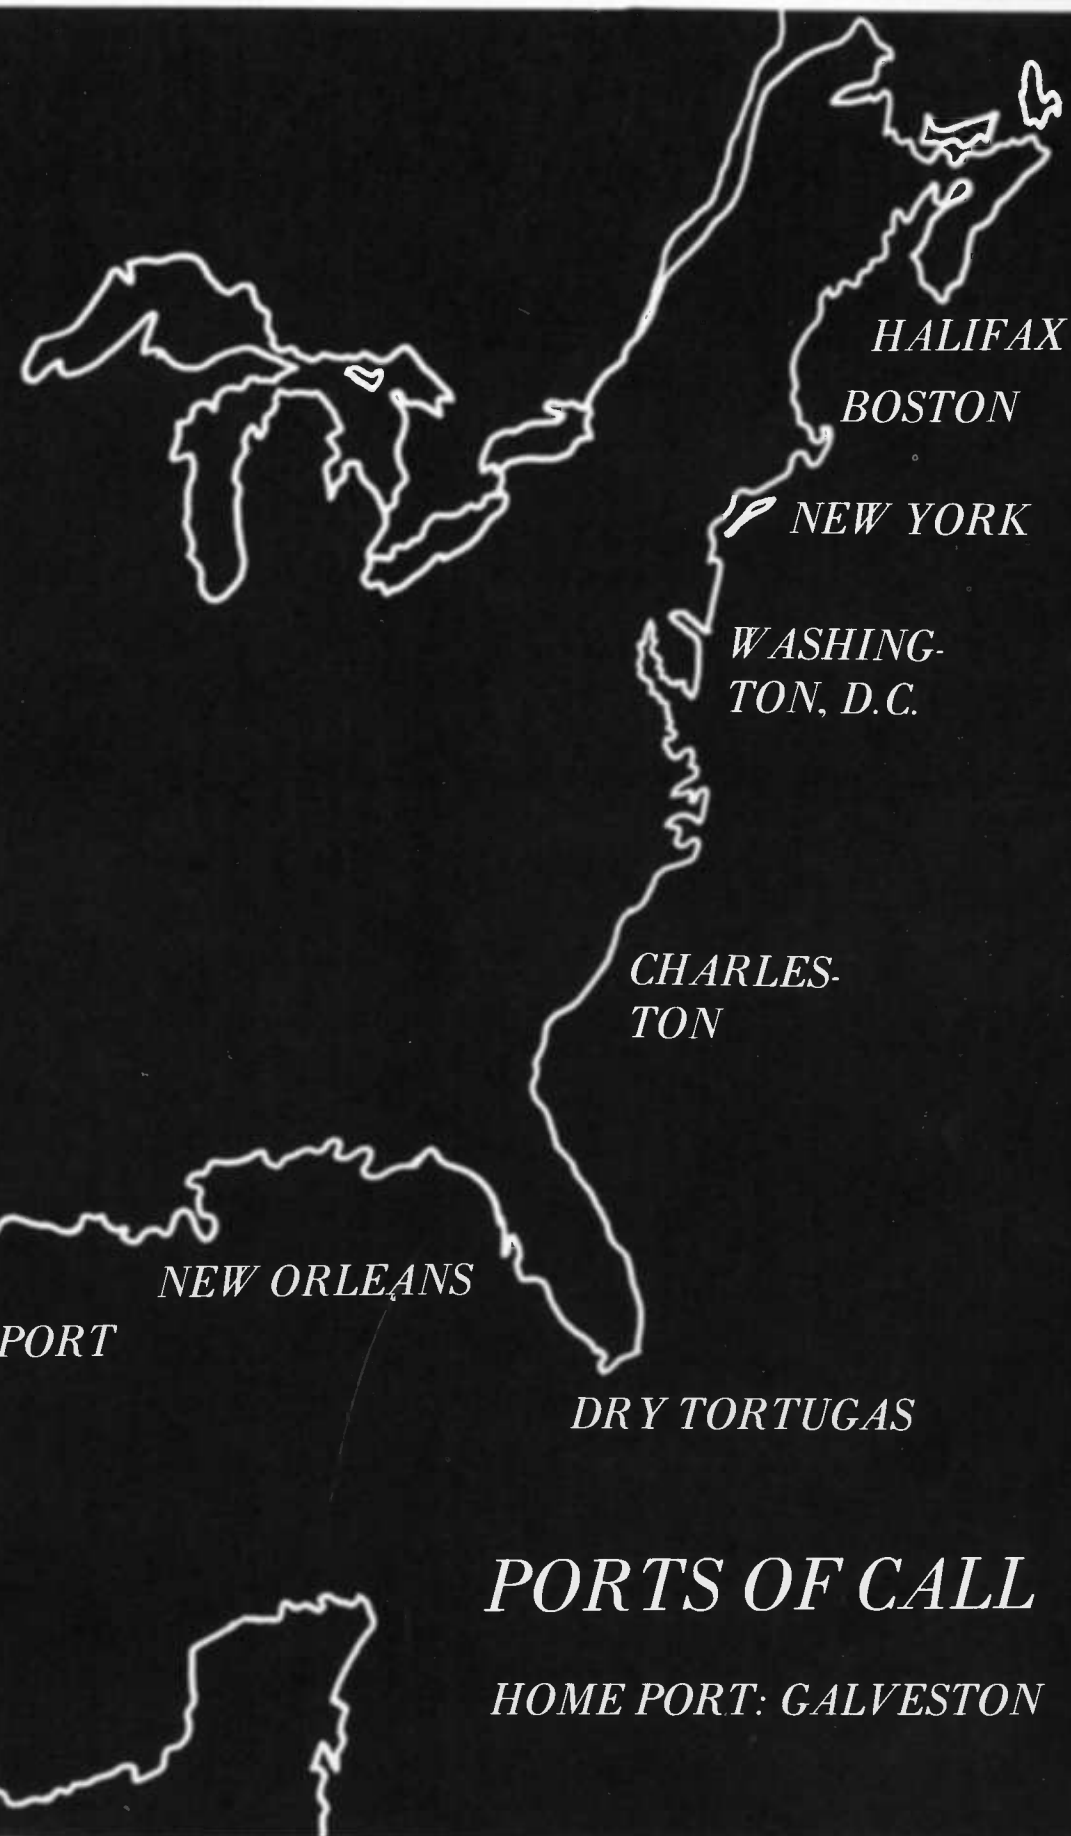 HALIFAX
BOSTON
NEW YORK
WASHING-
TON, D.C.
CHARLES-
TON
NEW ORLEANS
PORT
DRY TORTUGAS
PORTS OF CALL
HOME PORT: GALVESTON